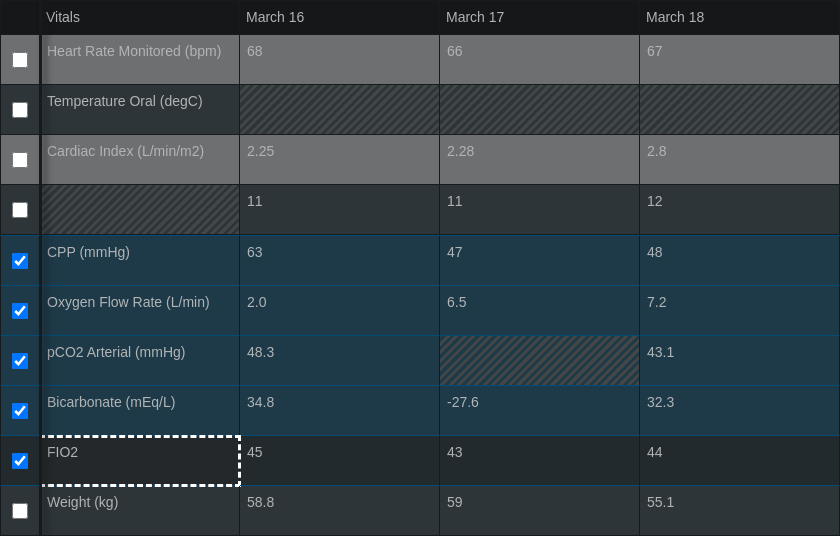 Vitals March 16 March 17 March 18
Heart Rate Monitored (bpm) 68 66 67
Temperature Oral (degC)
Cardiac Index (L/min/m2) 2.25 2.28 2.8
11 11 12
CPP (mmHg) 63 47 48
Oxygen Flow Rate (L/min) 2.0 6.5 7.2
pCO2 Arterial (mmHg) 48.3 43.1
Bicarbonate (mEq/L) 34.8 -27.6 32.3
FIO2 45 43 44
Weight (kg) 58.8 59 55.1